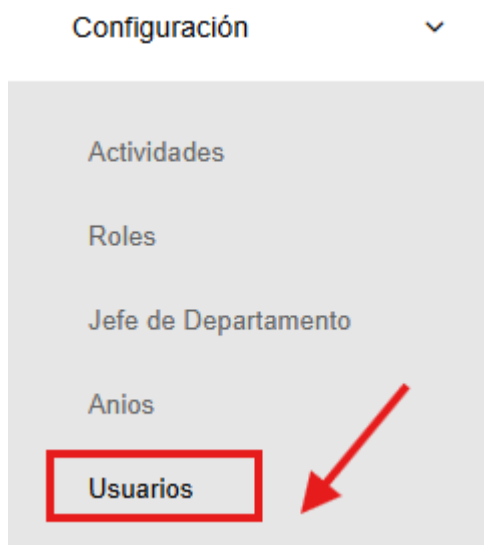 Configuración
Actividades
Roles
Jefe de Departamento
Anios
Usuarios